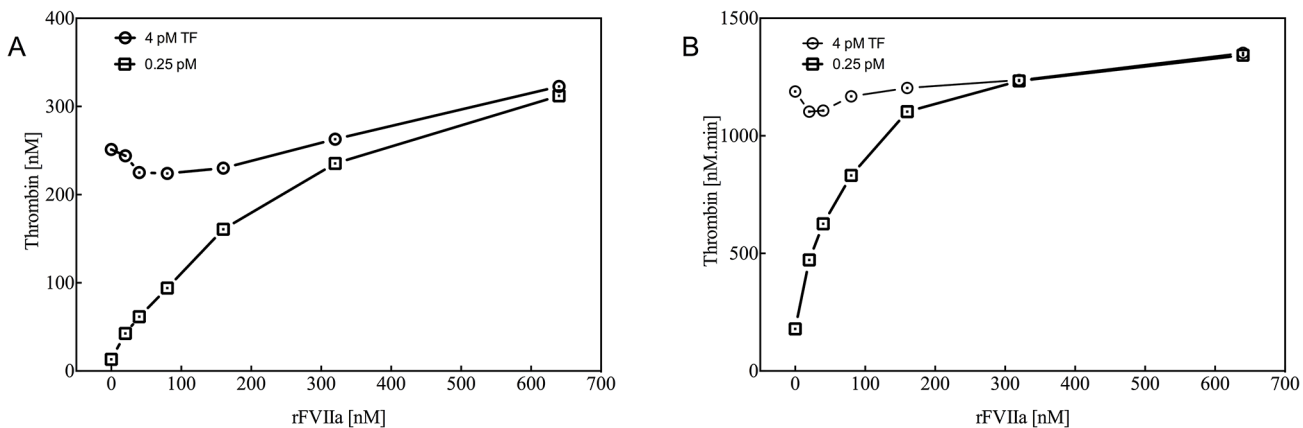 A
4 pM TF
0.25 pM
400
300
200
100
0
Thrombin [nM]
0 100 200 300 400 500 600 700
rFVIIa [nM]
B
4 pM TF
0.25 pM
1500
1000
500
0
Thrombin [nM.min]
0 100 200 300 400 500 600 700
rFVIIa [nM]